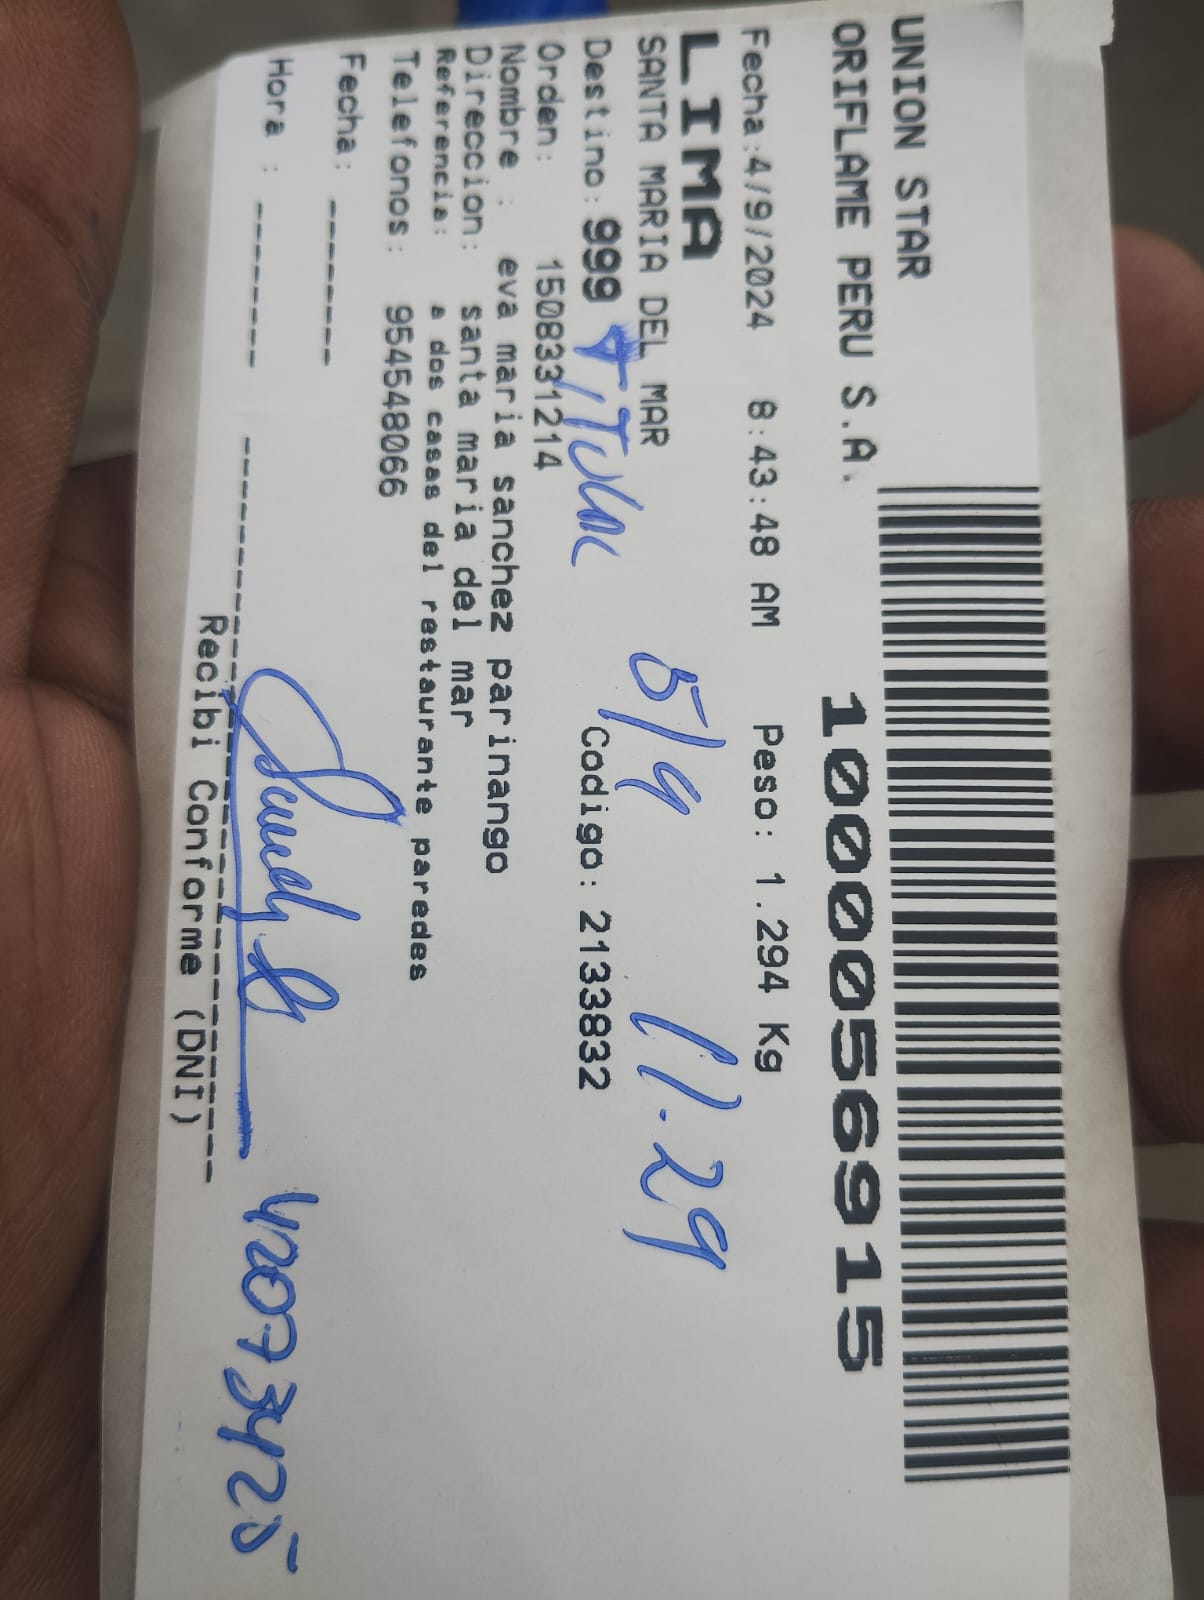 UNION STAR
ORIFLAME PERU S.A.
1000056915
Fecha:4/9/2024 8:43:48 AM Peso: 1.294 Kg
LIMA
SANTA MARIA DEL MAR 5/9 11.29
Destino: 999 Codigo: 2133832
Titular
Orden: 1508331214
Nombre : eva maria sanchez parinango
Direccion: santa maria del mar
Referencia: a dos casas del restaurante paredes
Telefonos: 954548066
Fecha: -------
Hora : -------
42073425
Recibi Conforme (DNI)